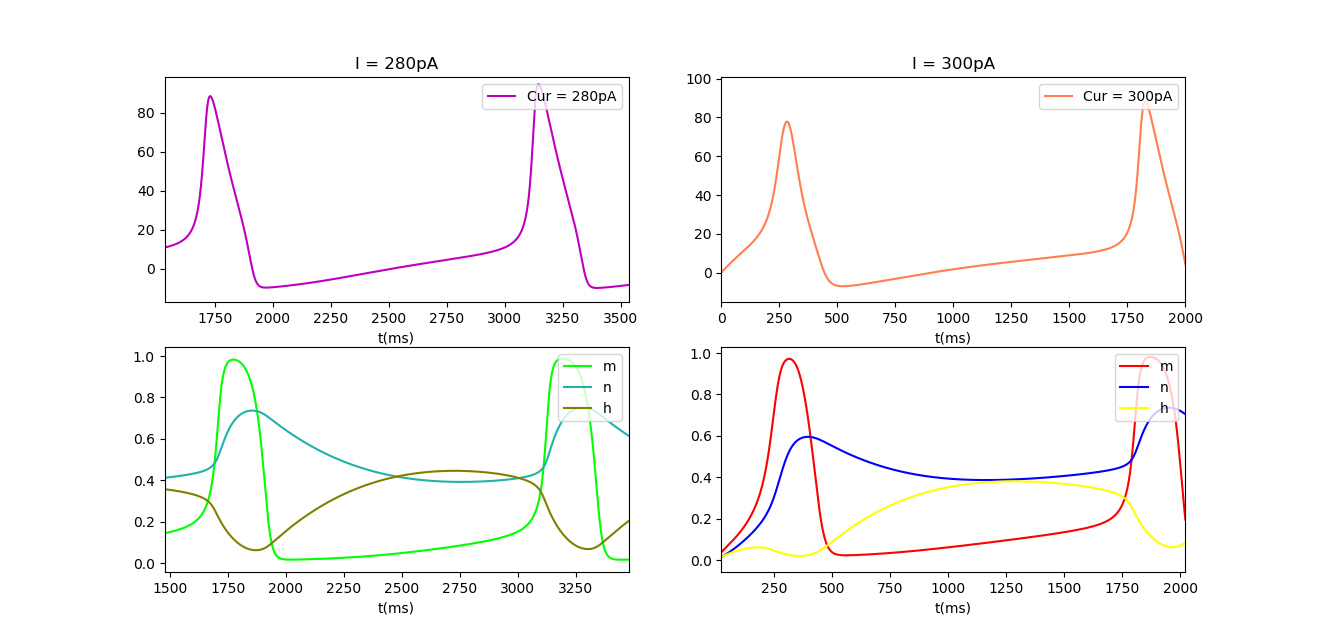 I = 280pA
Cur = 280pA
80
60
40
20
0
1750 2000 2250 2500 2750 3000 3250 3500
t(ms)
I = 300pA
Cur = 300pA
100
80
60
40
20
0
0 250 500 750 1000 1250 1500 1750 2000
t(ms)
m
n
h
1.0
0.8
0.6
0.4
0.2
0.0
1500 1750 2000 2250 2500 2750 3000 3250
t(ms)
m
n
h
1.0
0.8
0.6
0.4
0.2
0.0
250 500 750 1000 1250 1500 1750 2000
t(ms)